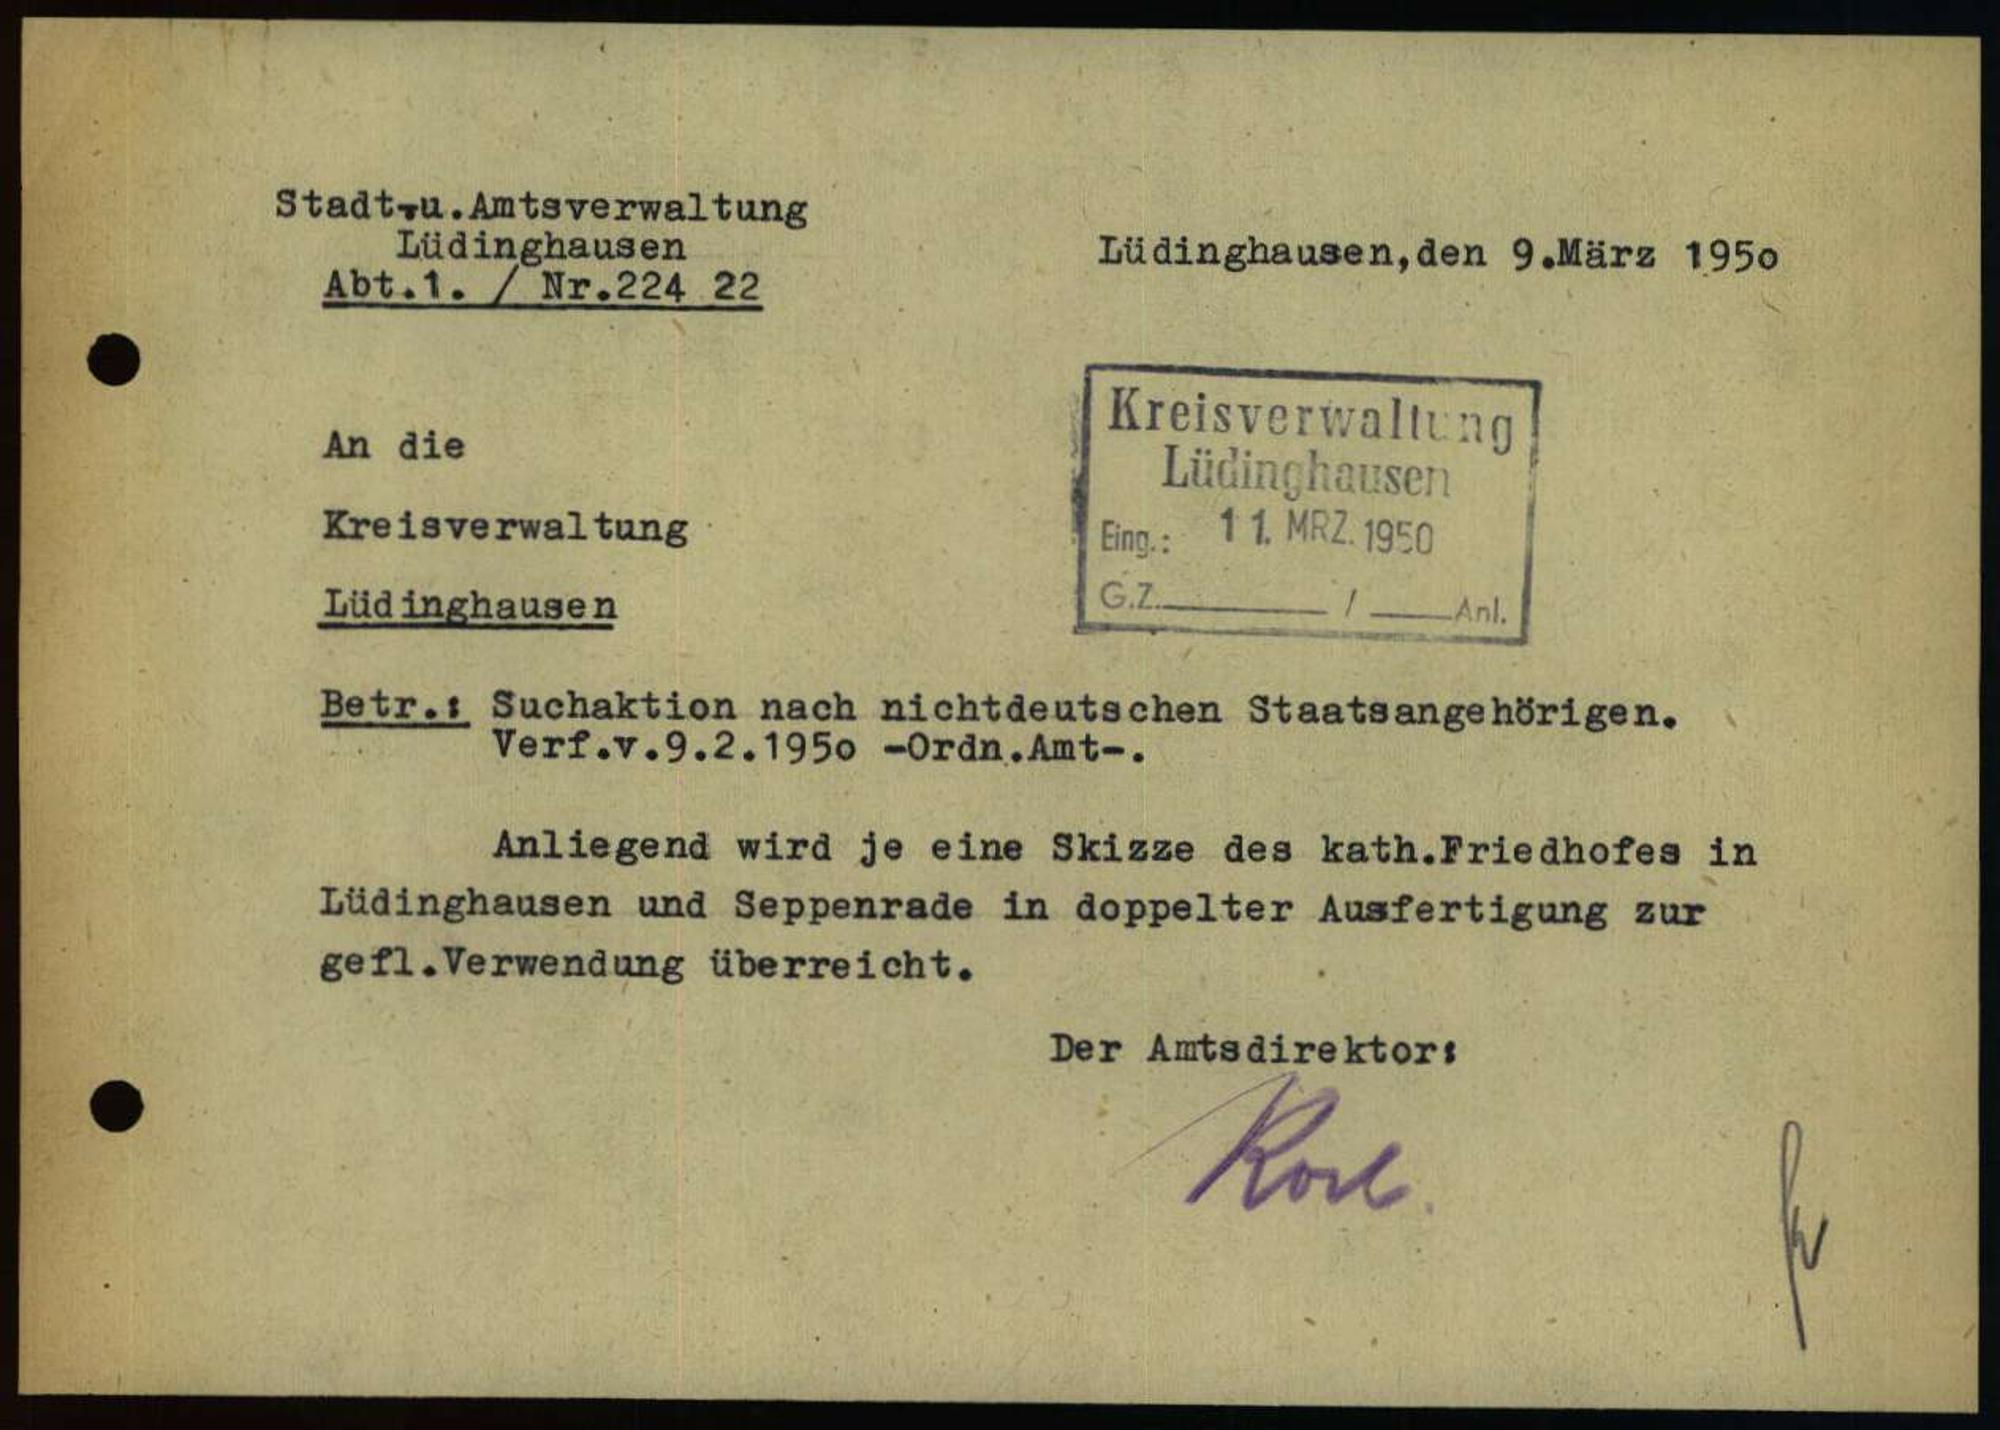 Stadt-u.Amtsverwaltung
Lüdinghausen
Abt.1. / Nr.224 22
Lüdinghausen,den 9.März 195o
Kreisverwaltung
Lüdinghausen
Eing.: 11. MRZ. 1950
G.Z. / Anl.
An die
Kreisverwaltung
Lüdinghausen
Betr.: Suchaktion nach nichtdeutschen Staatsangehörigen.
Verf.v.9.2.195o -Ordn.Amt-.
Anliegend wird je eine Skizze des kath.Friedhofes in
Lüdinghausen und Seppenrade in doppelter Ausfertigung zur
gefl.Verwendung überreicht.
Der Amtsdirektor: